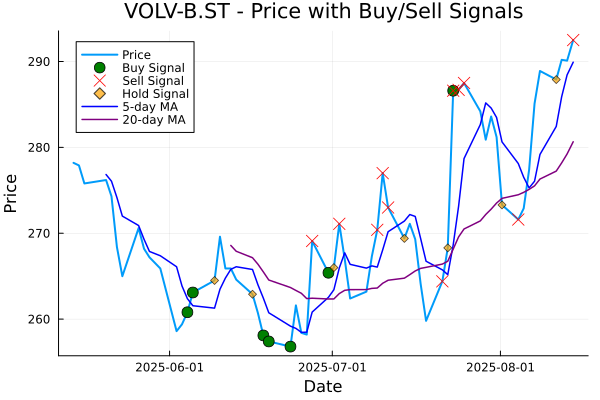 VOLV-B.ST - Price with Buy/Sell Signals
Price
Buy Signal
Sell Signal
Hold Signal
5-day MA
20-day MA
290
280
270
260
Price
2025-06-01
2025-07-01
2025-08-01
Date